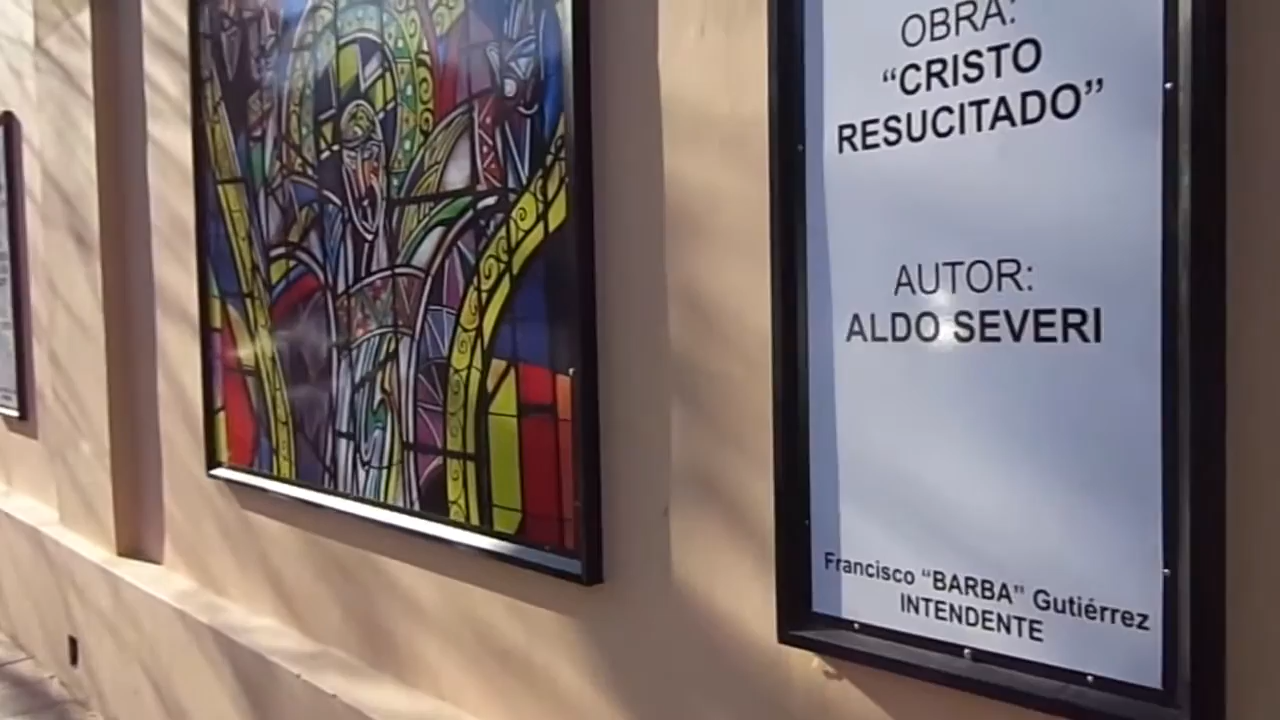 OBRA:
“CRISTO
RESUCITADO”
AUTOR:
ALDO SEVERI
Francisco “BARBA” Gutiérrez
INTENDENTE